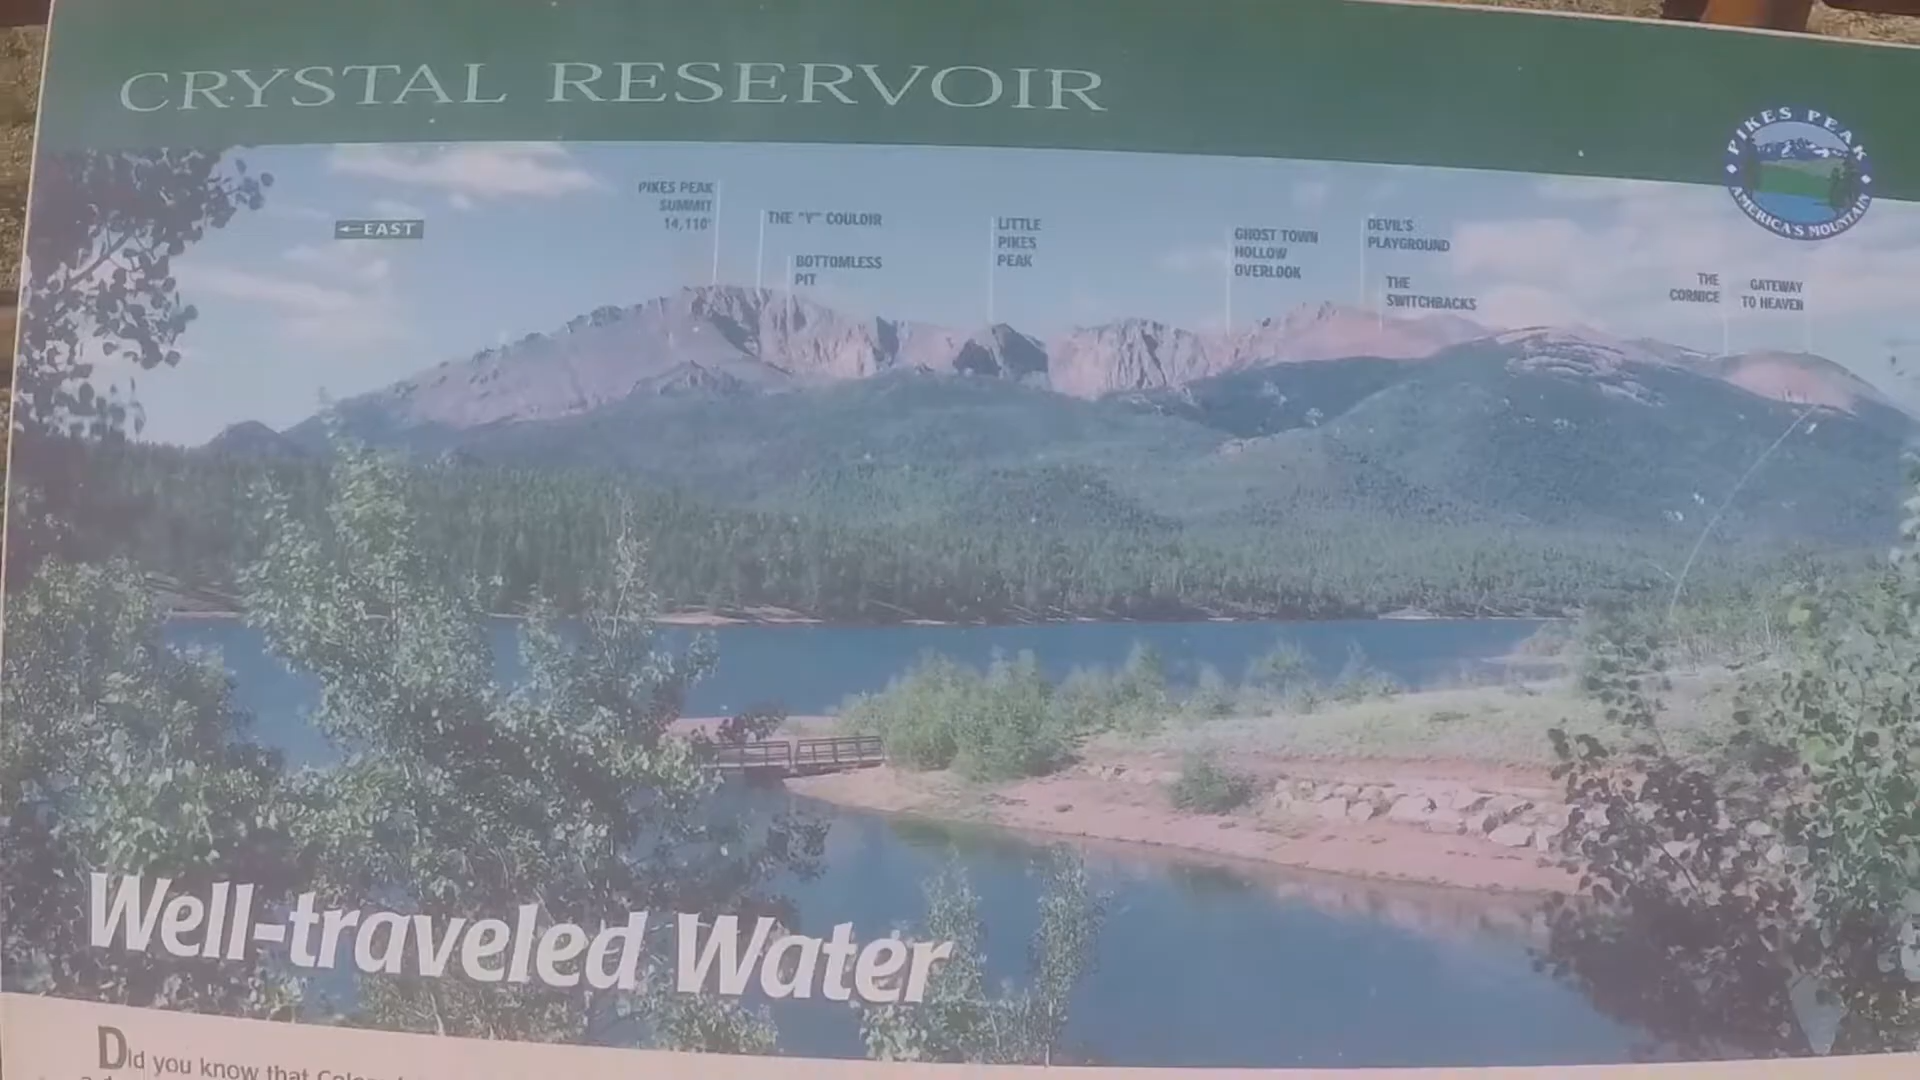 CRYSTAL RESERVOIR
PIKES PEAK
AMERICA'S MOUNTAIN
←EAST
PIKES PEAK
SUMMIT
14,110'
THE "Y" COULOIR
BOTTOMLESS
PIT
LITTLE
PIKES
PEAK
GHOST TOWN
HOLLOW
OVERLOOK
DEVIL'S
PLAYGROUND
THE
SWITCHBACKS
THE
CORNICE
GATEWAY
TO HEAVEN
Well-traveled Water
Did you know that